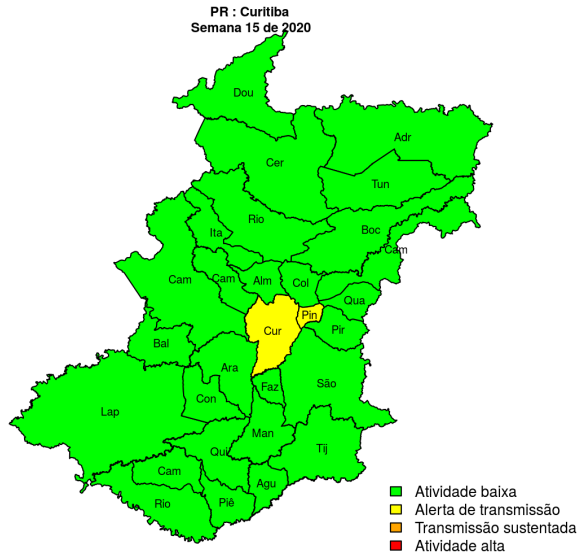 PR : Curitiba
Semana 15 de 2020
Dou
Adr
Cer
Tun
Rio
Boc
Ita
Cam
Cam
Cam
Alm
Col
Qua
Pin
Cur
Pir
Bal
Ara
Faz
São
Con
Lap
Man
Tij
Qui
Cam
Agu
Rio
Piê
Atividade baixa
Alerta de transmissão
Transmissão sustentada
Atividade alta